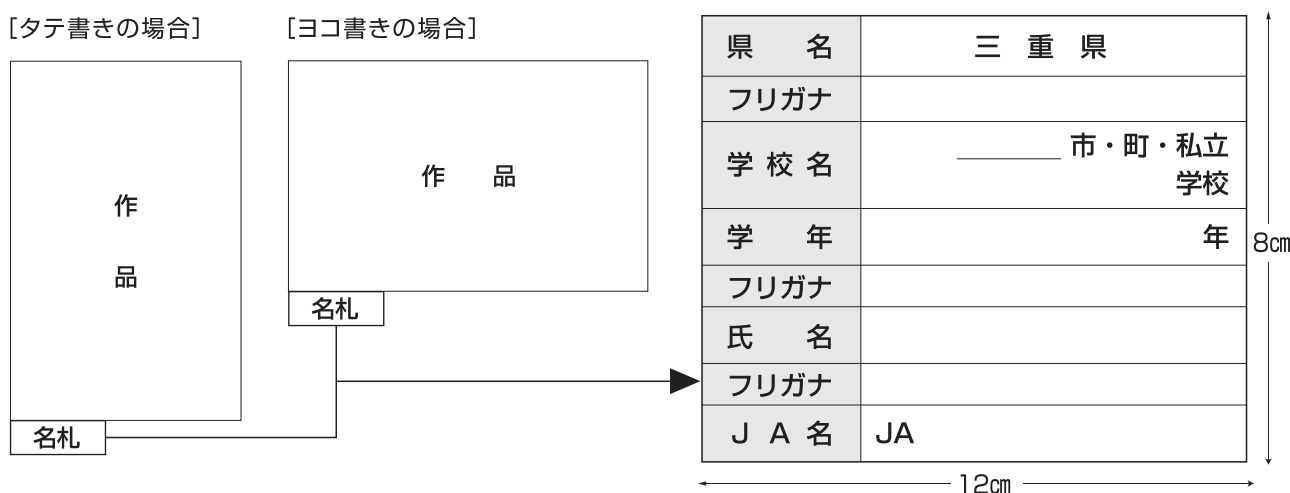 ［タテ書きの場合］
作
品
名札
［ヨコ書きの場合］
作　品
名札
県　名　三 重 県
フリガナ
学 校 名　市・町・私立
学校
学　年　年
フリガナ
氏　名
フリガナ
Ｊ Ａ 名　JA
8㎝
12㎝